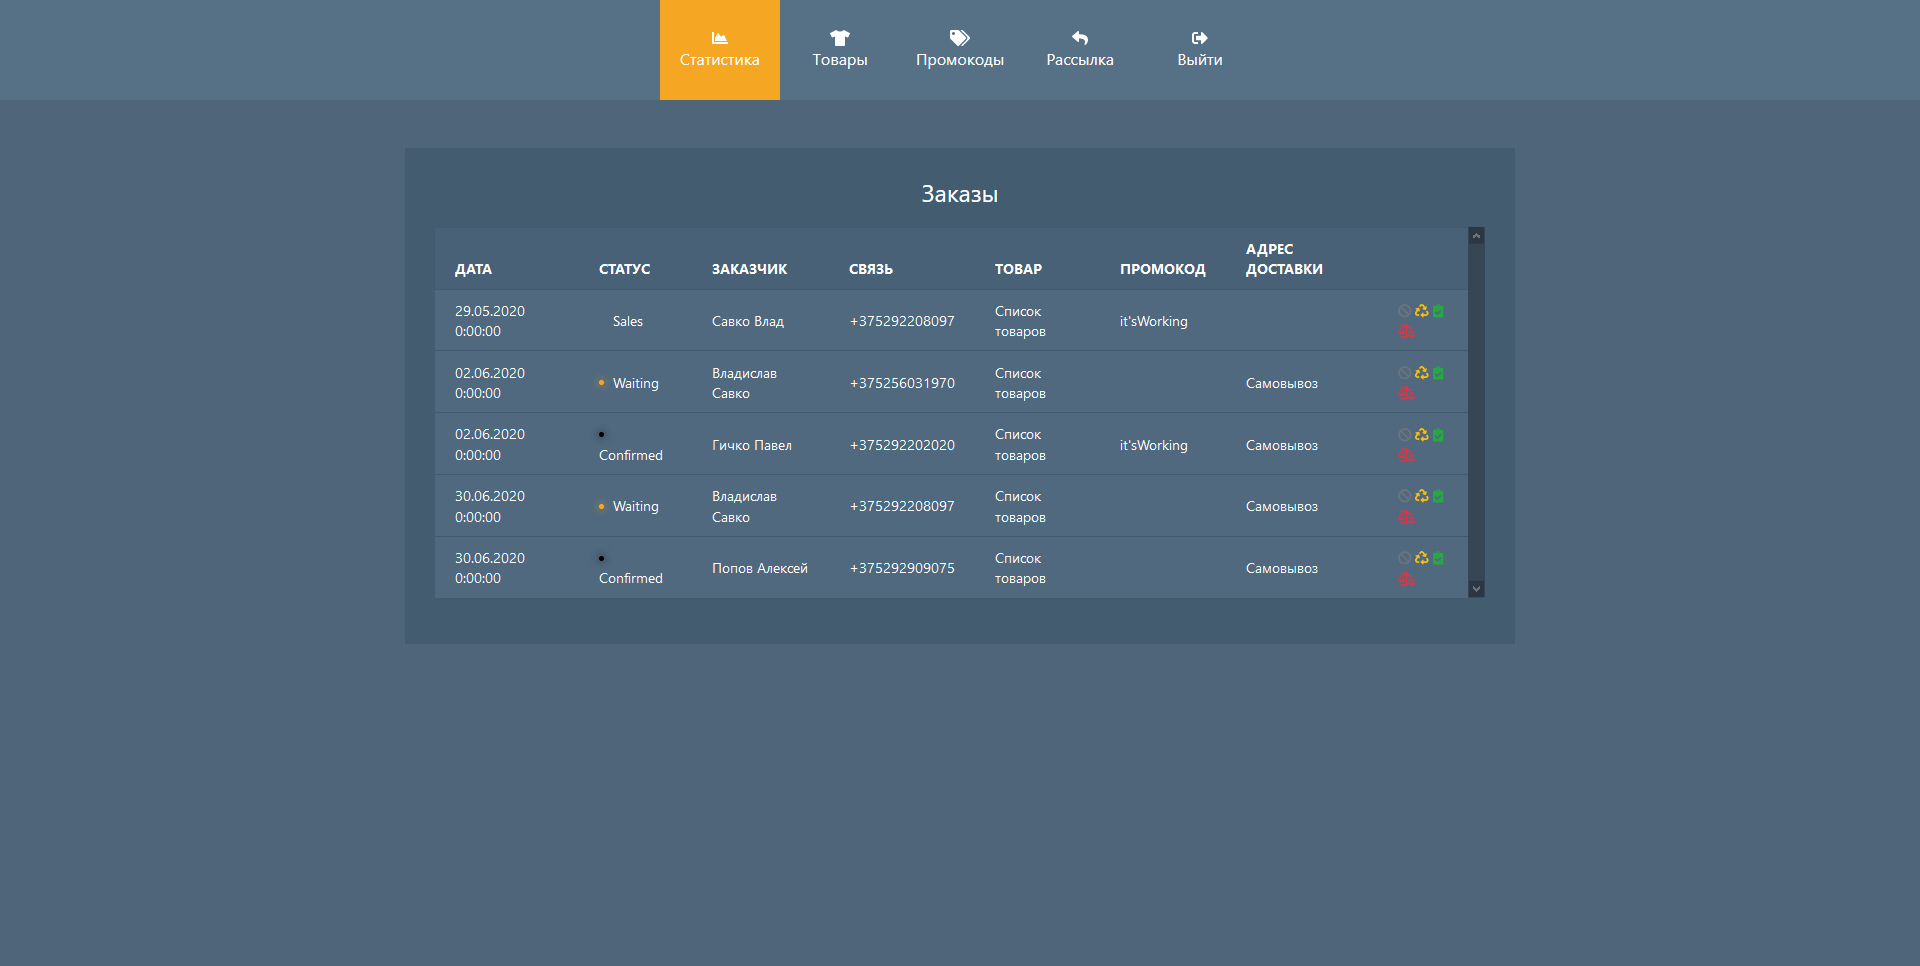 Статистика
Товары
Промокоды
Рассылка
Выйти
Заказы
ДАТА СТАТУС ЗАКАЗЧИК СВЯЗЬ ТОВАР ПРОМОКОД АДРЕС ДОСТАВКИ
29.05.2020 0:00:00 Sales Савко Влад +375292208097 Список товаров it'sWorking
02.06.2020 0:00:00 Waiting Владислав Савко +375256031970 Список товаров Самовывоз
02.06.2020 0:00:00 Confirmed Гичко Павел +375292202020 Список товаров it'sWorking Самовывоз
30.06.2020 0:00:00 Waiting Владислав Савко +375292208097 Список товаров Самовывоз
30.06.2020 0:00:00 Confirmed Попов Алексей +375292909075 Список товаров Самовывоз